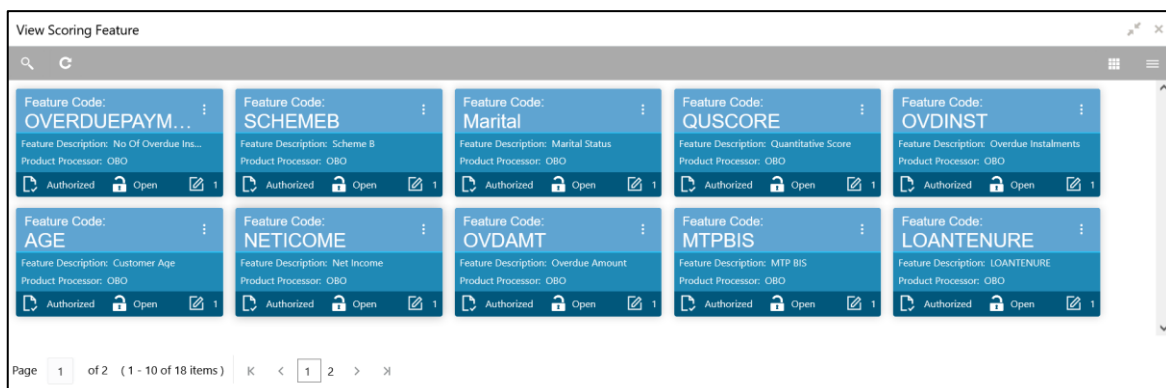 View Scoring Feature
Feature Code:
OVERDUEPAYM...
Feature Description: No Of Overdue Ins...
Product Processor: OBO
Authorized Open 1
Feature Code:
SCHEMEB
Feature Description: Scheme B
Product Processor: OBO
Authorized Open 1
Feature Code:
Marital
Feature Description: Marital Status
Product Processor: OBO
Authorized Open 1
Feature Code:
QUSCORE
Feature Description: Quantitative Score
Product Processor: OBO
Authorized Open 1
Feature Code:
OVDINST
Feature Description: Overdue Instalments
Product Processor: OBO
Authorized Open 1
Feature Code:
AGE
Feature Description: Customer Age
Product Processor: OBO
Authorized Open 1
Feature Code:
NETICOME
Feature Description: Net Income
Product Processor: OBO
Authorized Open 1
Feature Code:
OVDAMT
Feature Description: Overdue Amount
Product Processor: OBO
Authorized Open 1
Feature Code:
MTPBIS
Feature Description: MTP BIS
Product Processor: OBO
Authorized Open 1
Feature Code:
LOANTENURE
Feature Description: LOANTENURE
Product Processor: OBO
Authorized Open 1
Page 1 of 2 ( 1 - 10 of 18 items ) 1 2